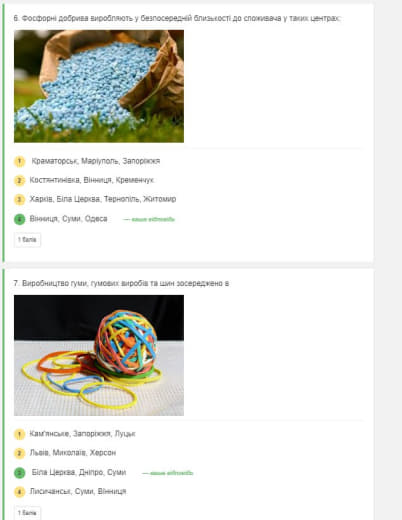 6. Фосфорні добрива виробляють у безпосередній близькості до споживача у таких центрах:
1 Краматорськ, Маріуполь, Запоріжжя
2 Костянтинівка, Вінниця, Кременчук
3 Харків, Біла Церква, Тернопіль, Житомир
4 Вінниця, Суми, Одеса — ваша відповідь
1 балів
7. Виробництво гуми, гумових виробів та шин зосереджено в
1 Кам'янське, Запоріжжя, Луцьк
2 Львів, Миколаїв, Херсон
3 Біла Церква, Дніпро, Суми — ваша відповідь
4 Лисичанськ, Суми, Вінниця
1 балів